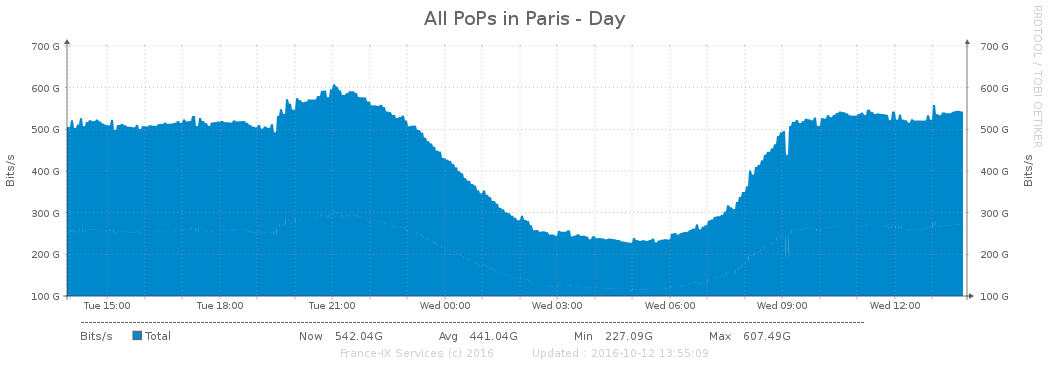 All PoPs in Paris - Day
RRDTOOL / TOBI OETIKER
700 G 700 G
600 G 600 G
500 G 500 G
400 G 400 G
300 G 300 G
200 G 200 G
100 G 100 G
Bits/s
Bits/s
Tue 15:00 Tue 18:00 Tue 21:00 Wed 00:00 Wed 03:00 Wed 06:00 Wed 09:00 Wed 12:00
Bits/s Total Now 542.04G Avg 441.04G Min 227.09G Max 607.49G
France-IX Services (c) 2016 Updated : 2016-10-12 13:55:09